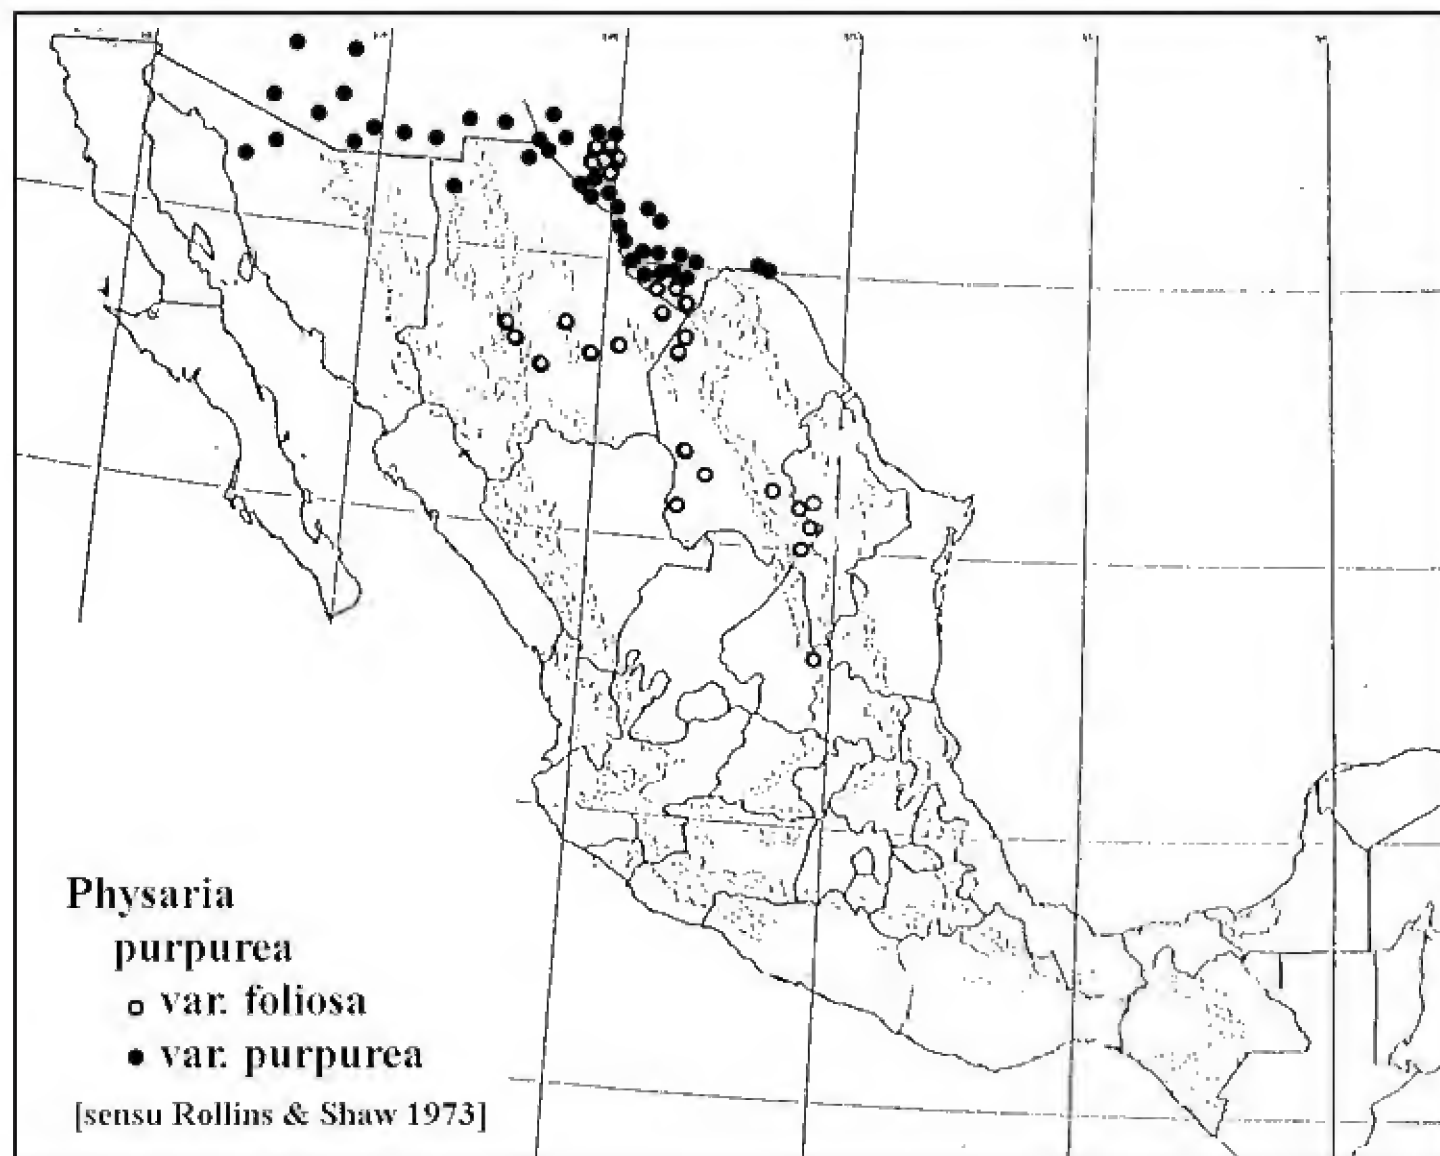 Physaria
purpurea
var. foliosa
var. purpurea
[sensu Rollins & Shaw 1973]